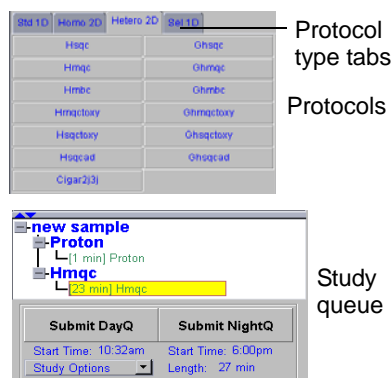 Std 1D Homo 2D Hetero 2D Sel 1D
Protocol
type tabs
Hsqc Ghsqc
Hmqc Ghmqc
Hmbc Ghmbc
Protocols
Hmqctoxy Ghmqctoxy
Hsqctoxy Ghsqctoxy
Hsqcad Ghsqcad
Cigar2j3j
new sample
Proton
[1 min] Proton
Hmqc
[23 min] Hmqc
Study
queue
Submit DayQ Submit NightQ
Start Time: 10:32am Start Time: 6:00pm
Study Options Length: 27 min